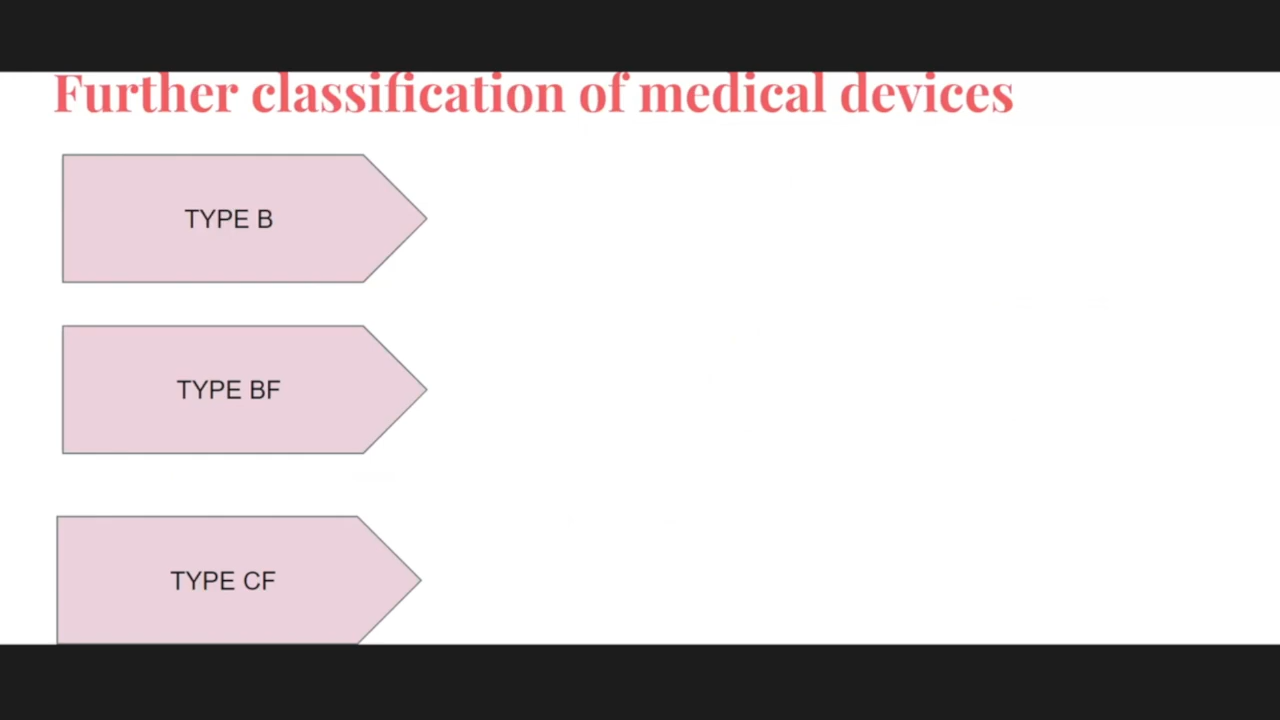 Further classification of medical devices
TYPE B
TYPE BF
TYPE CF